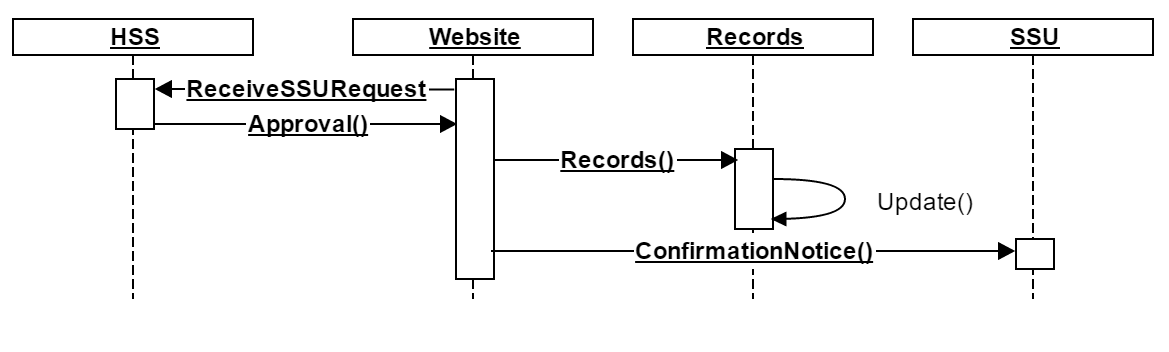 HSS
Website
Records
SSU
ReceiveSSURequest
Approval()
Records()
Update()
ConfirmationNotice()